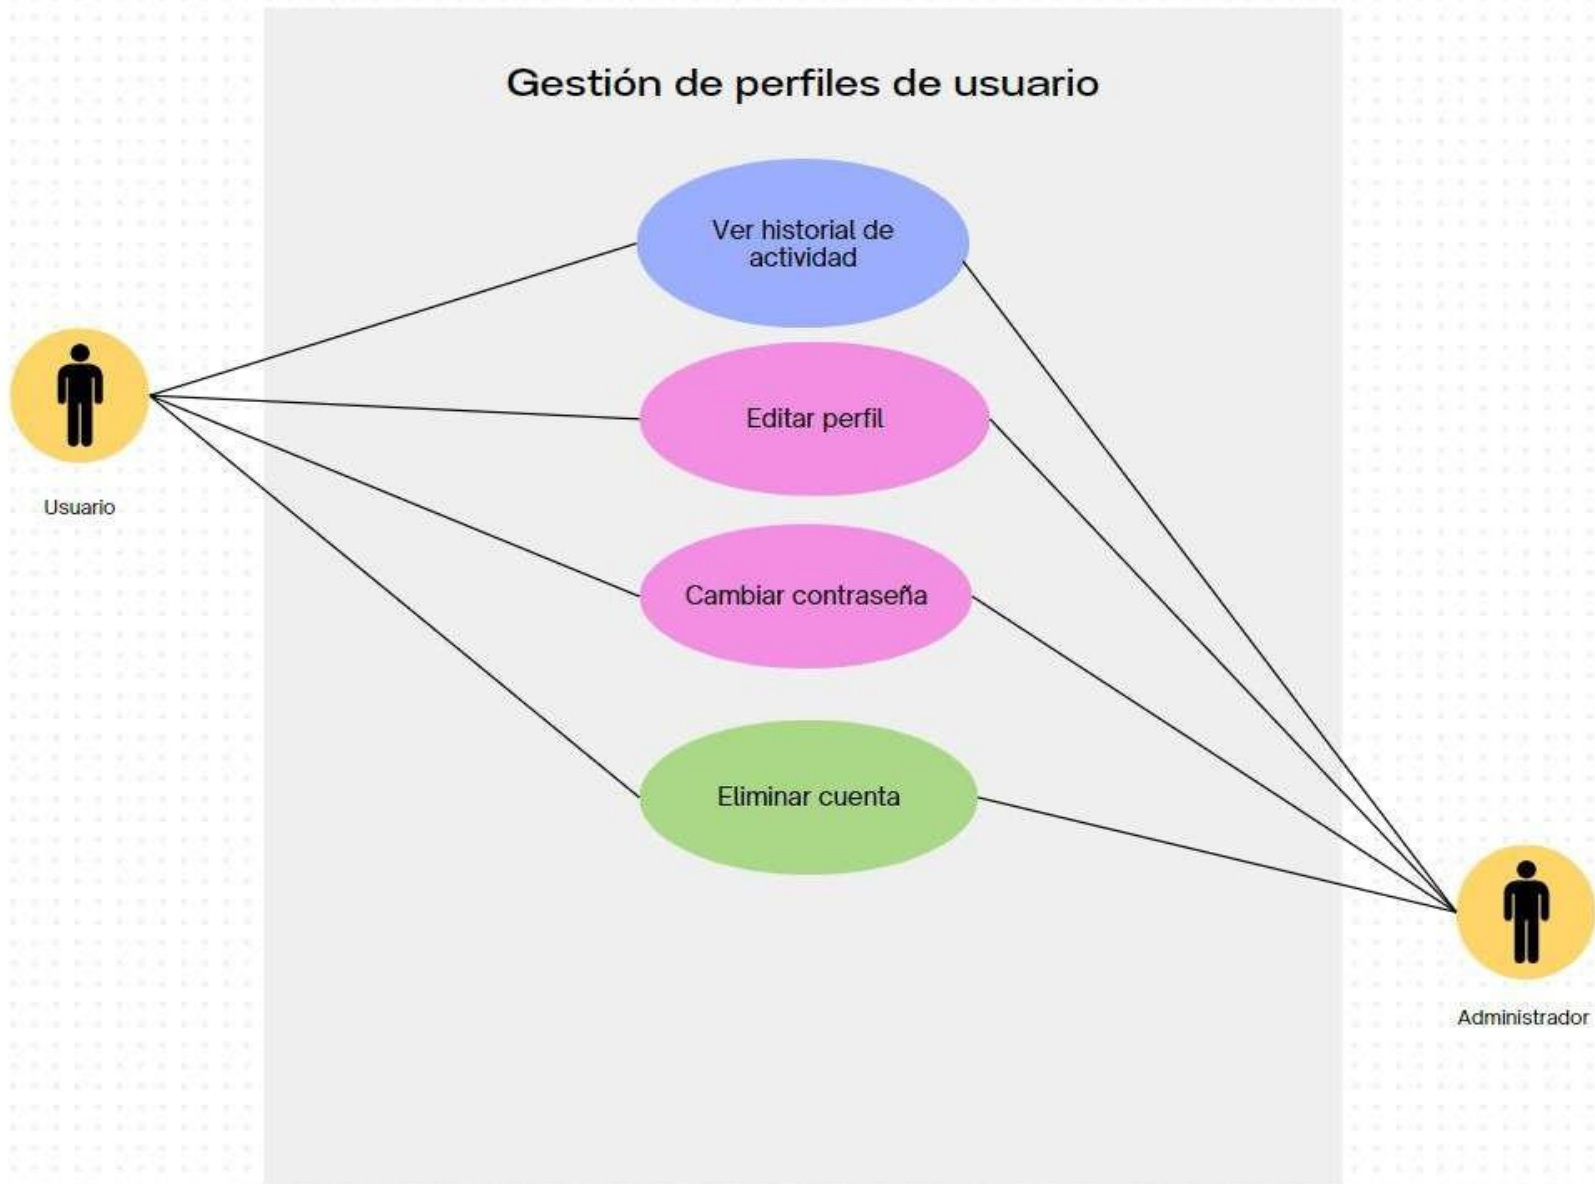 Gestión de perfiles de usuario
Ver historial de
actividad
Editar perfil
Usuario
Cambiar contraseña
Eliminar cuenta
Administrador